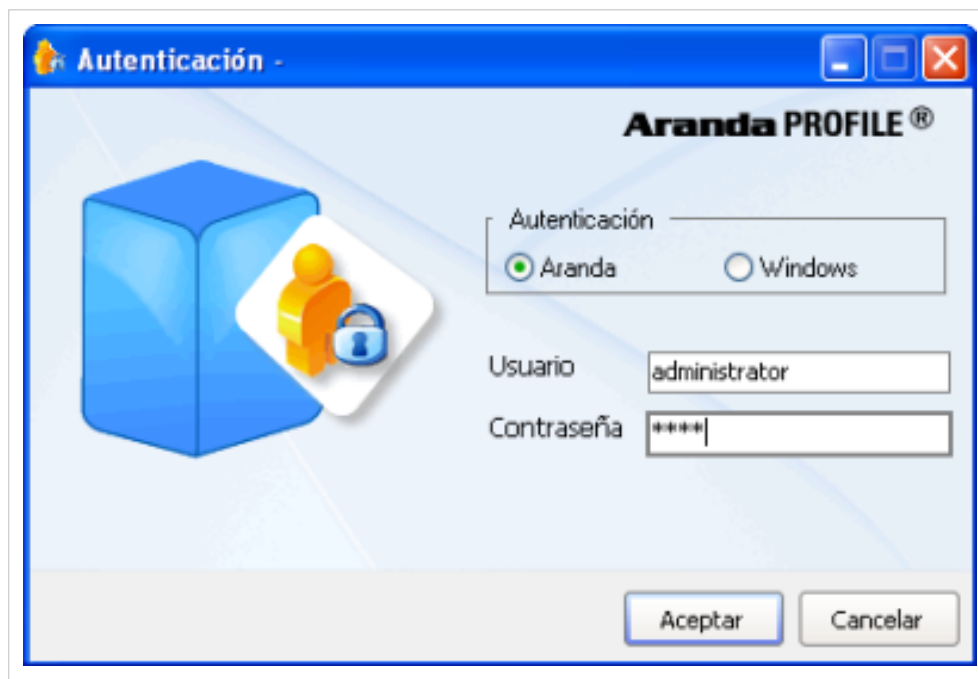 Autenticación -
Aranda PROFILE ®
Autenticación
Aranda Windows
Usuario administrator
Contraseña ****
Aceptar Cancelar